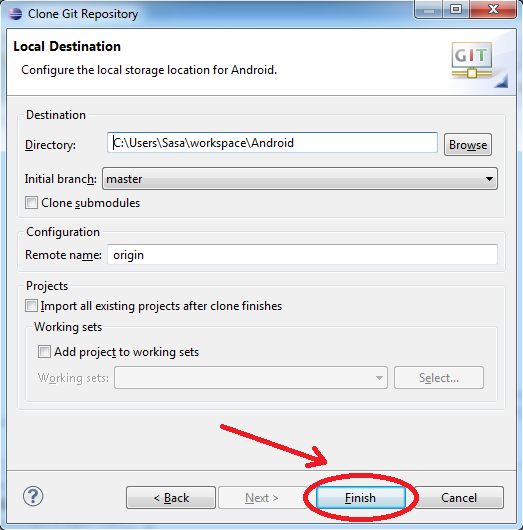 Clone Git Repository
Local Destination
Configure the local storage location for Android.
GIT
Destination
Directory: C:\Users\Sasa\workspace\Android Browse
Initial branch: master
Clone submodules
Configuration
Remote name: origin
Projects
Import all existing projects after clone finishes
Working sets
Add project to working sets
Working sets: Select...
? < Back Next > Finish Cancel